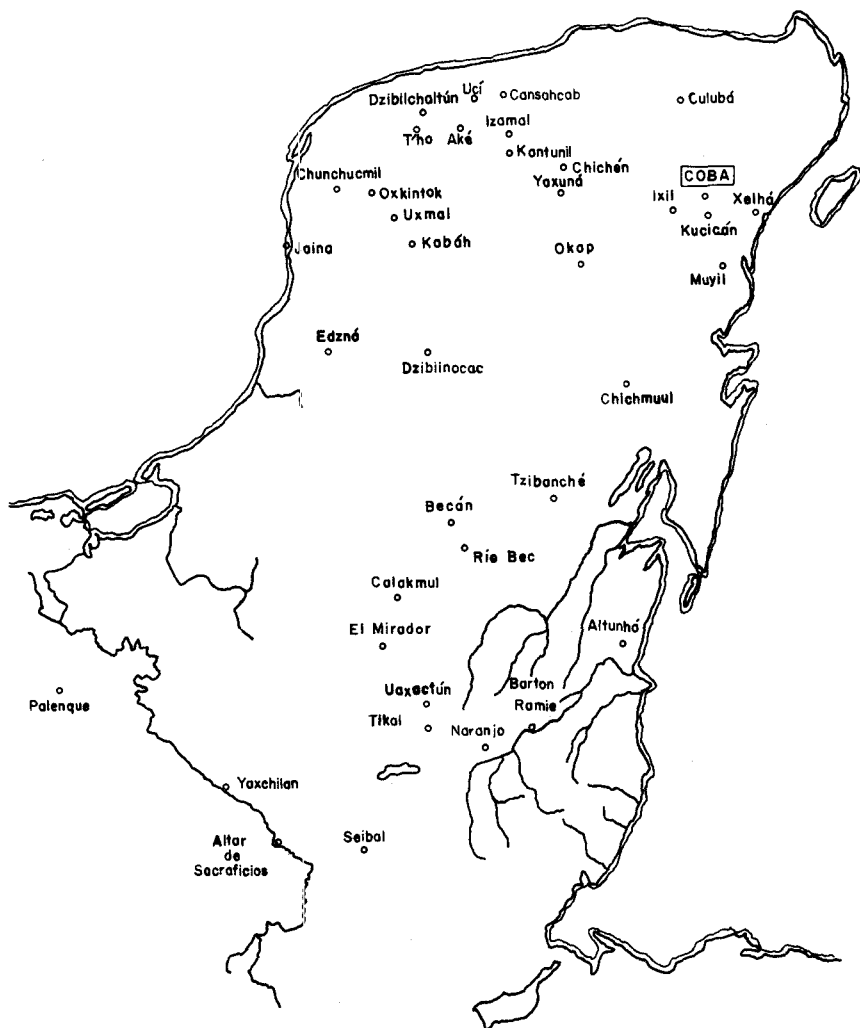 Ucí
Cansahcab
Culubá
Dzibilchaltún
T'ho
Aké
Izamal
Kantunil
Chichén
Yaxuná
COBA
Ixil
Kucicán
Xelhá
Chunchucmil
Oxkintok
Uxmal
Jaina
Kabáh
Okap
Muyil
Edzná
Dzibilnocac
Chichmuul
Tzibanché
Becán
Río Bec
Calakmul
El Mirador
Altunhá
Uaxactún
Barton
Ramie
Tikal
Naranjo
Palenque
Yaxchilan
Altar
de
Sacraficios
Seibal